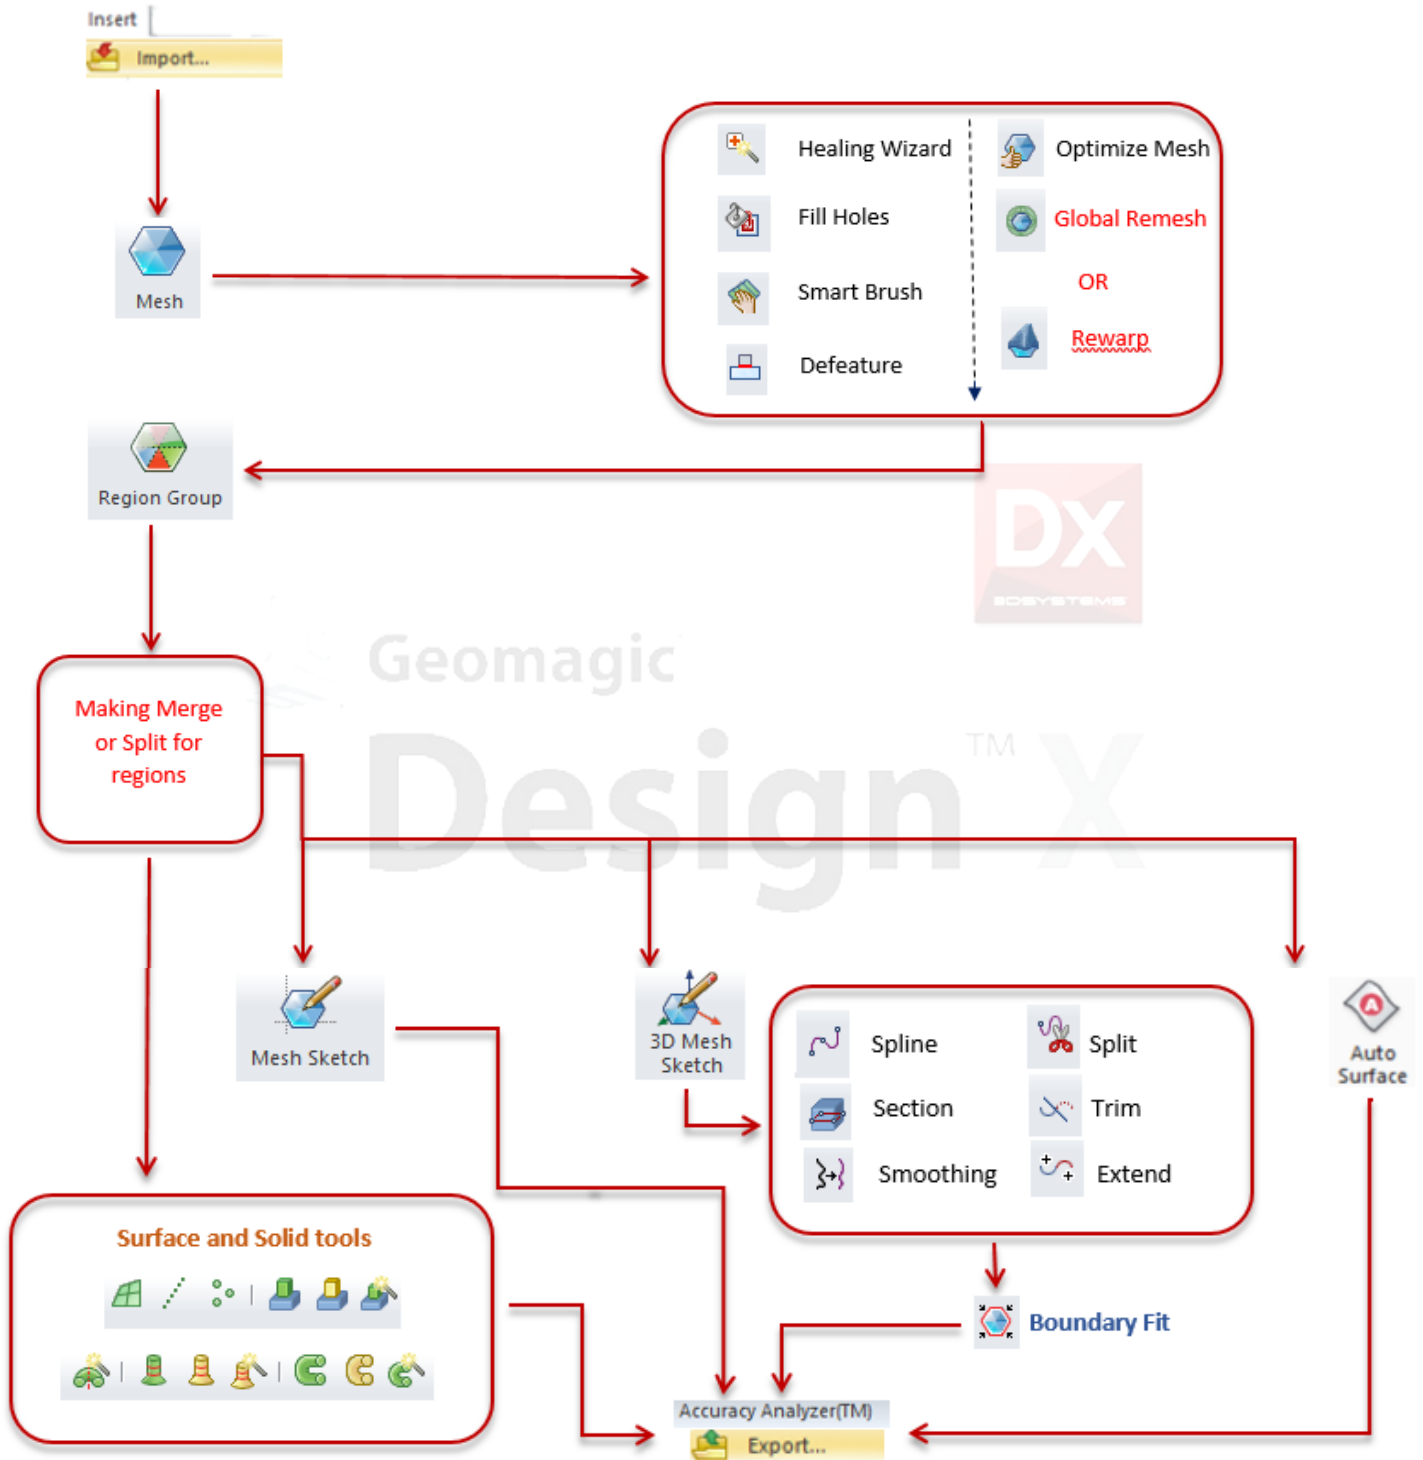 Insert
Import...
Mesh
Healing Wizard
Fill Holes
Smart Brush
Defeature
Optimize Mesh
Global Remesh
OR
Rewarp
Region Group
DX
3DSYSTEMS
Geomagic
Design™ X
Making Merge
or Split for
regions
Mesh Sketch
3D Mesh
Sketch
Spline
Section
Smoothing
Split
Trim
Extend
A
Auto
Surface
Surface and Solid tools
Boundary Fit
Accuracy Analyzer(TM)
Export...